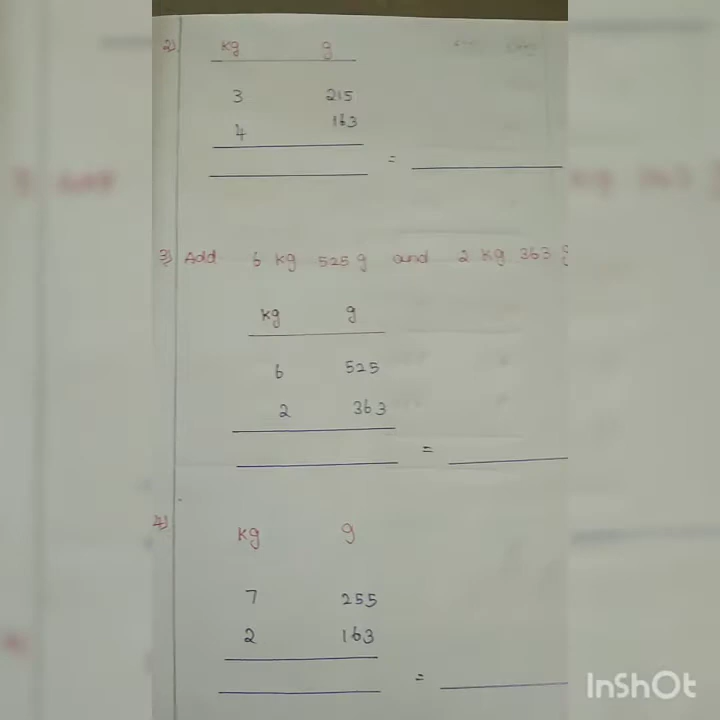 2) kg g
3 215
4 163
=
3) Add 6 kg 525 g and 2 kg 363 g
kg g
6 525
2 363
=
4) kg g
7 255
2 163
=
InShOt